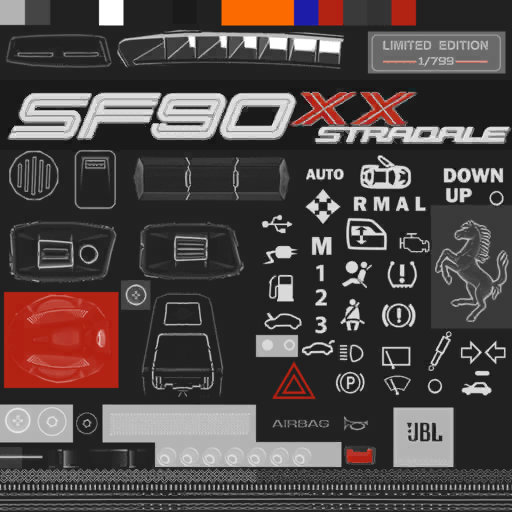 LIMITED EDITION
1/799
SF90XX
STRADALE
AUTO
DOWN
UP
R M A L
M
1
2
3
P
AIRBAG
JBL